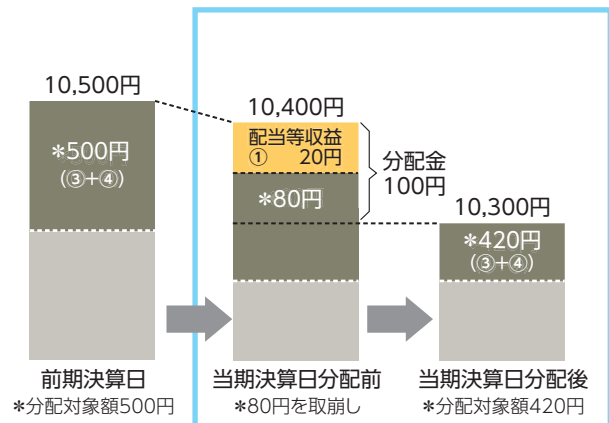 10,500円
*500円
(③+④)
前期決算日
*分配対象額500円
10,400円
配当等収益
① 20円
*80円
分配金
100円
当期決算日分配前
*80円を取崩し
10,300円
*420円
(③+④)
当期決算日分配後
*分配対象額420円